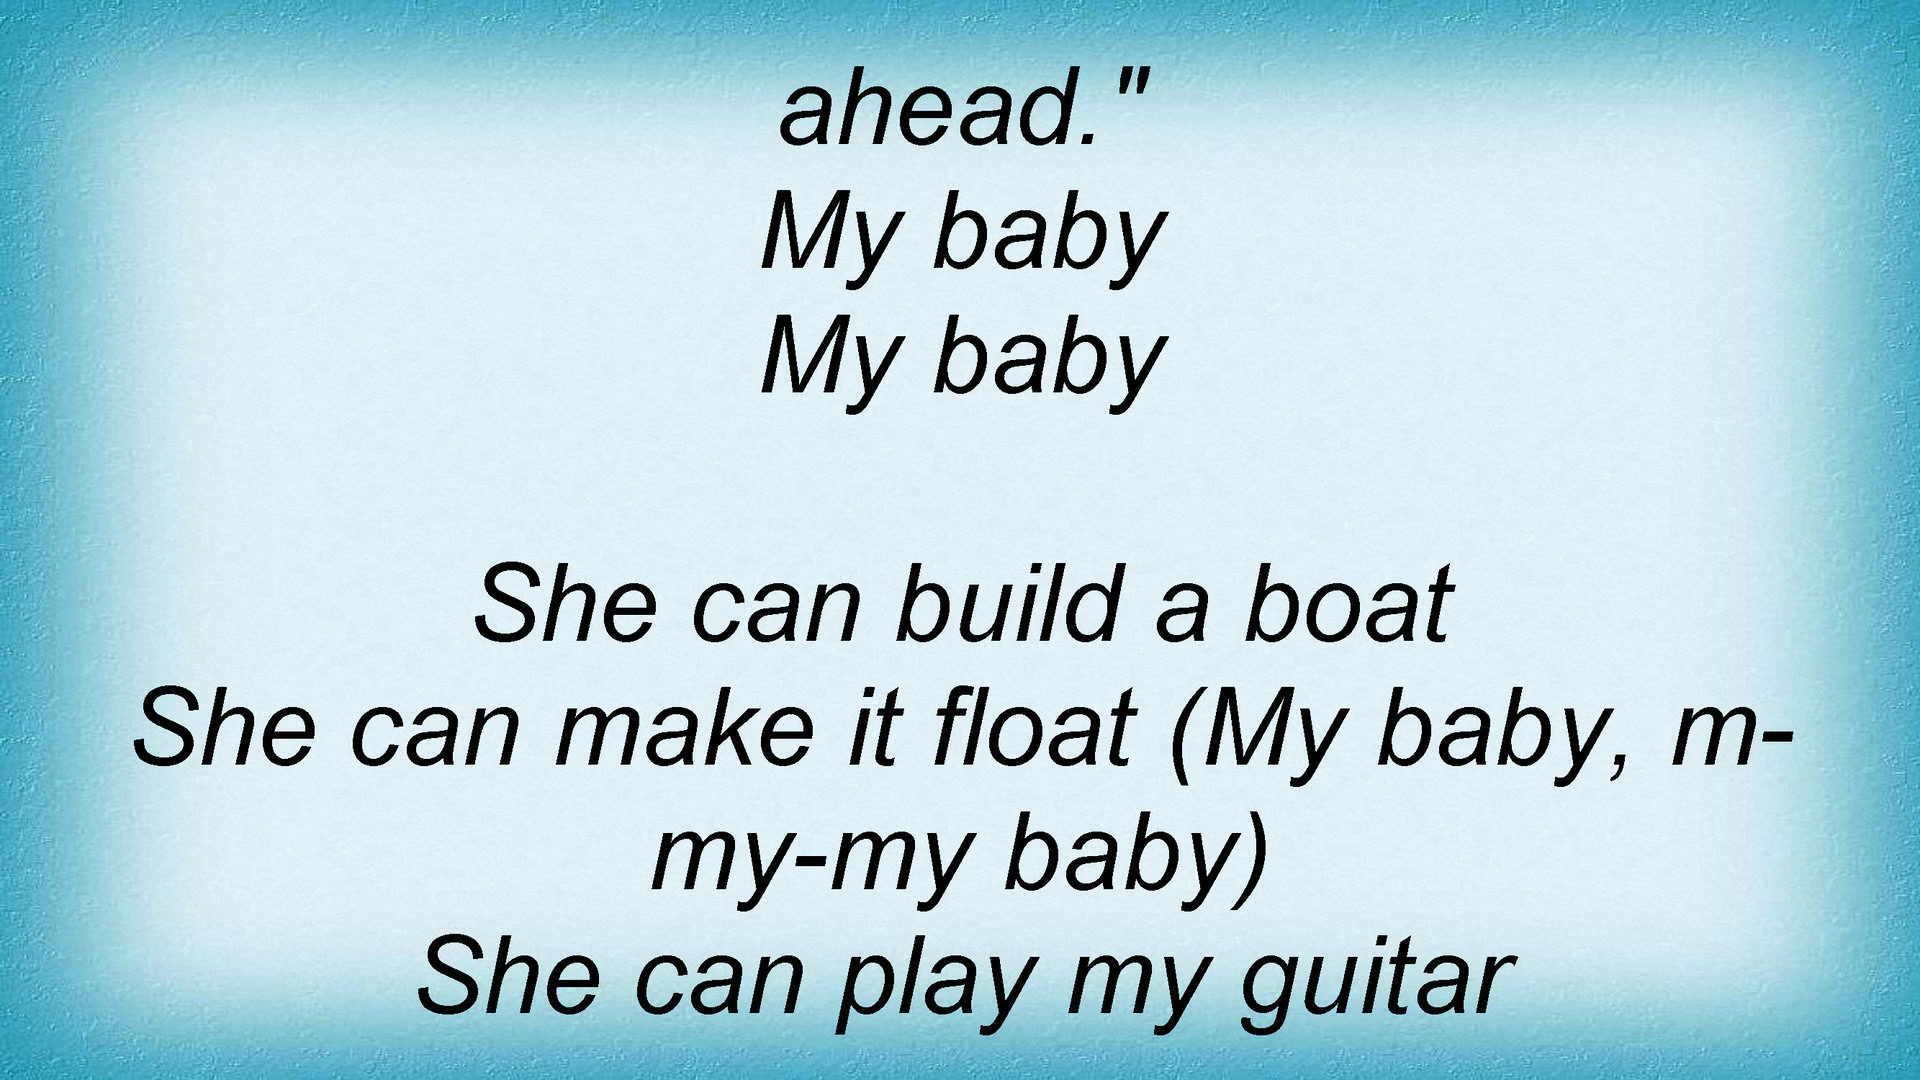 ahead."
My baby
My baby
She can build a boat
She can make it float (My baby, m-
my-my baby)
She can play my guitar